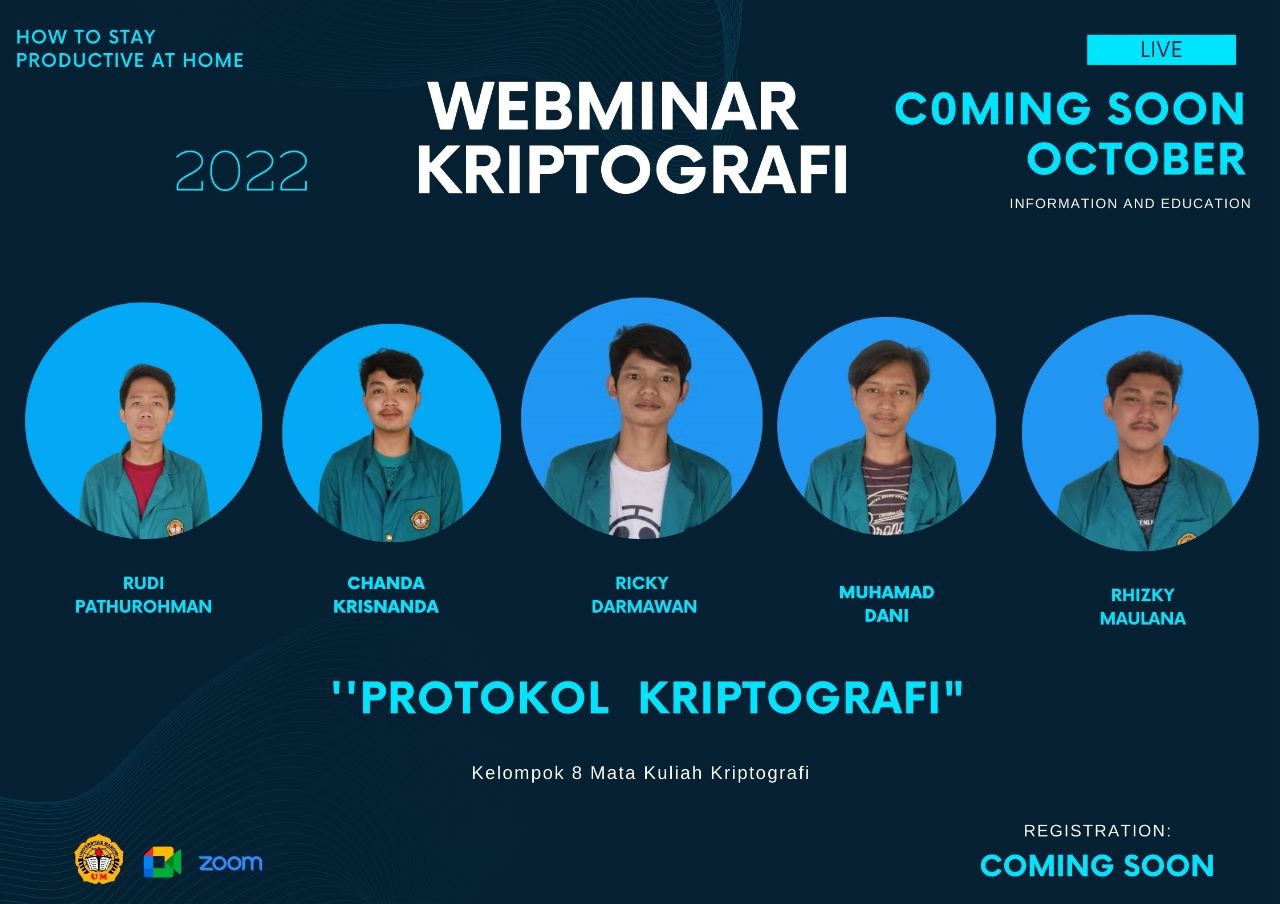 HOW TO STAY
PRODUCTIVE AT HOME
2022
WEBMINAR
KRIPTOGRAFI
LIVE
C0MING SOON
OCTOBER
INFORMATION AND EDUCATION
RUDI
PATHUROHMAN
CHANDA
KRISNANDA
RICKY
DARMAWAN
MUHAMAD
DANI
RHIZKY
MAULANA
''PROTOKOL KRIPTOGRAFI"
Kelompok 8 Mata Kuliah Kriptografi
UM
zoom
REGISTRATION:
COMING SOON